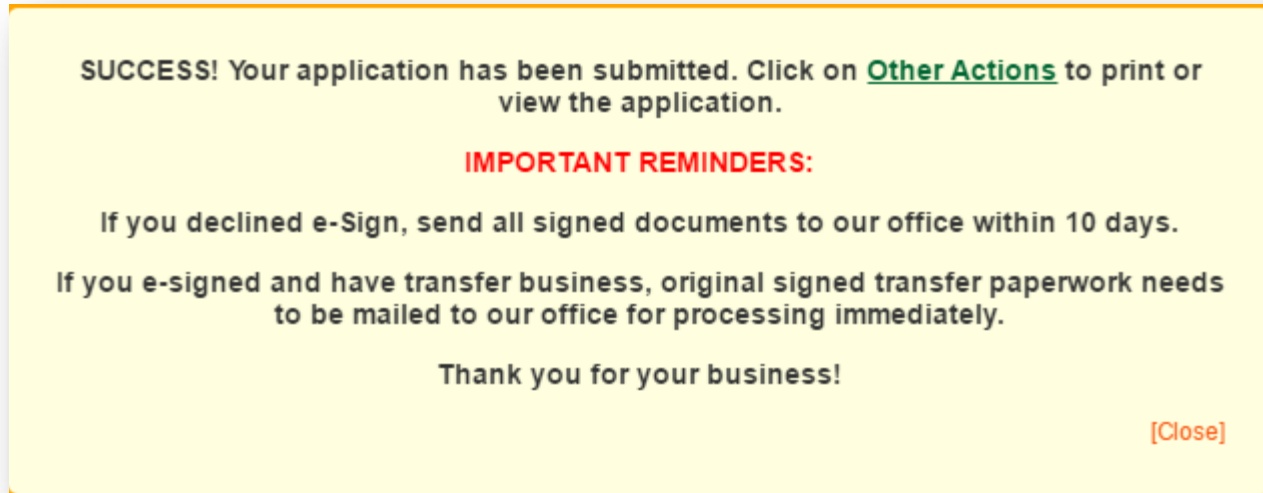 SUCCESS! Your application has been submitted. Click on Other Actions to print or
view the application.
IMPORTANT REMINDERS:
If you declined e-Sign, send all signed documents to our office within 10 days.
If you e-signed and have transfer business, original signed transfer paperwork needs
to be mailed to our office for processing immediately.
Thank you for your business!
[Close]